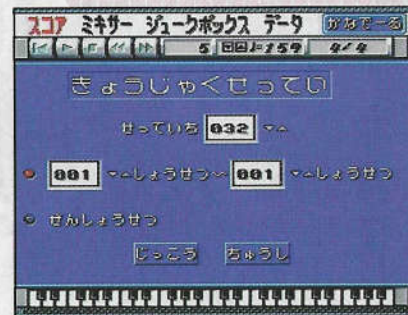 スコア ミキサー ジュークボックス データ かなでーる
5 ♩=159 4/4
きょうじゃくせってい
せっていち 032
001 しょうせつ～ 001 しょうせつ
ぜんしょうせつ
じっこう ちゅうし